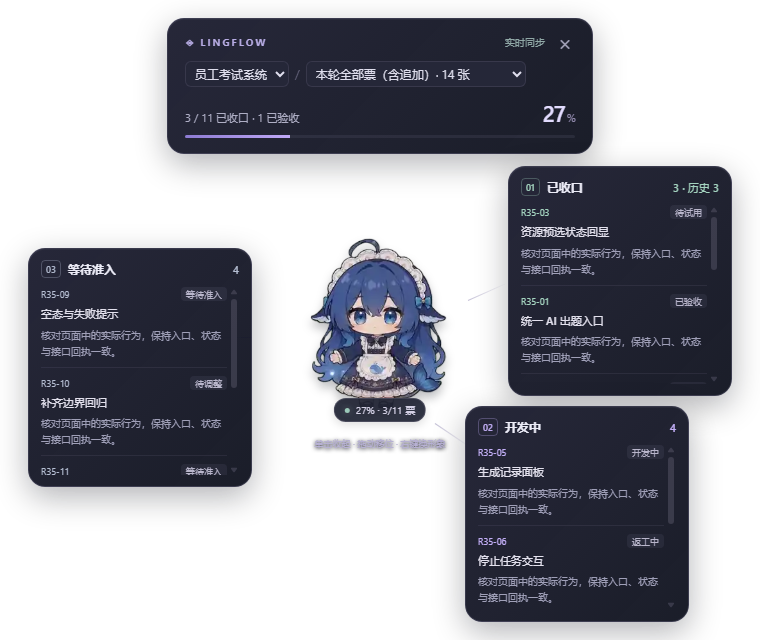 LINGFLOW
实时同步
员工考试系统 / 本轮全部票（含追加）· 14 张
3 / 11 已收口 · 1 已验收
27%
01 已收口 3 · 历史 3
R35-03 待试用
资源预选状态回显
核对页面中的实际行为，保持入口、状态
与接口回执一致。
R35-01 已验收
统一 AI 出题入口
核对页面中的实际行为，保持入口、状态
与接口回执一致。
03 等待准入 4
R35-09 等待准入
空态与失败提示
核对页面中的实际行为，保持入口、状态
与接口回执一致。
R35-10 待调整
补齐边界回归
核对页面中的实际行为，保持入口、状态
与接口回执一致。
R35-11 等待准入
27% · 3/11 票
02 开发中 4
R35-05 开发中
生成记录面板
核对页面中的实际行为，保持入口、状态
与接口回执一致。
R35-06 返工中
停止任务交互
核对页面中的实际行为，保持入口、状态
与接口回执一致。